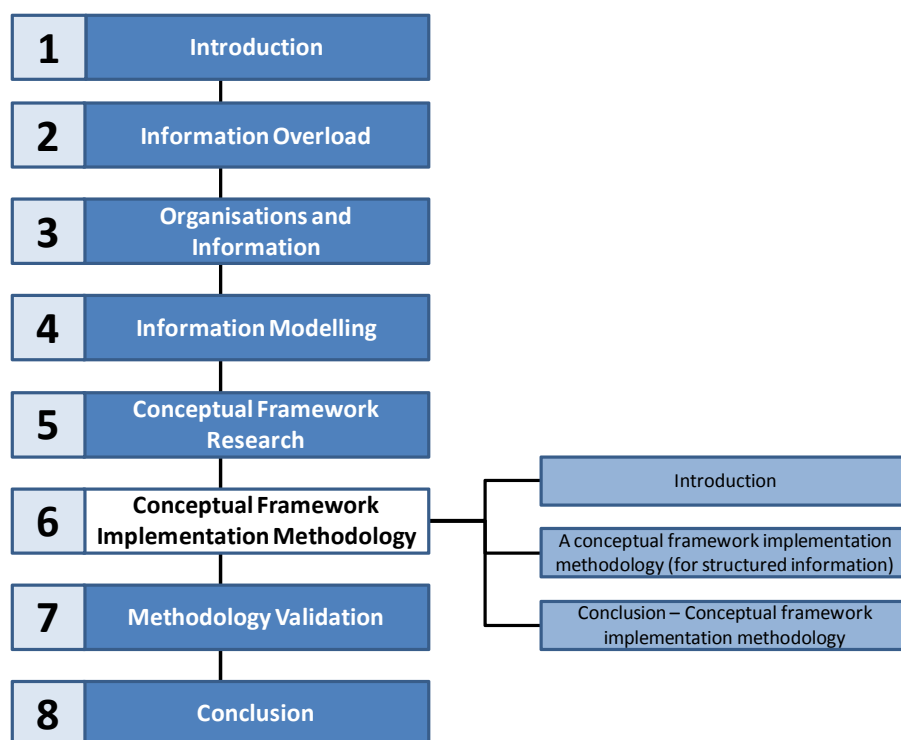 1
Introduction
2
Information Overload
3
Organisations and
Information
4
Information Modelling
5
Conceptual Framework
Research
6
Conceptual Framework
Implementation Methodology
Introduction
A conceptual framework implementation
methodology (for structured information)
Conclusion – Conceptual framework
implementation methodology
7
Methodology Validation
8
Conclusion